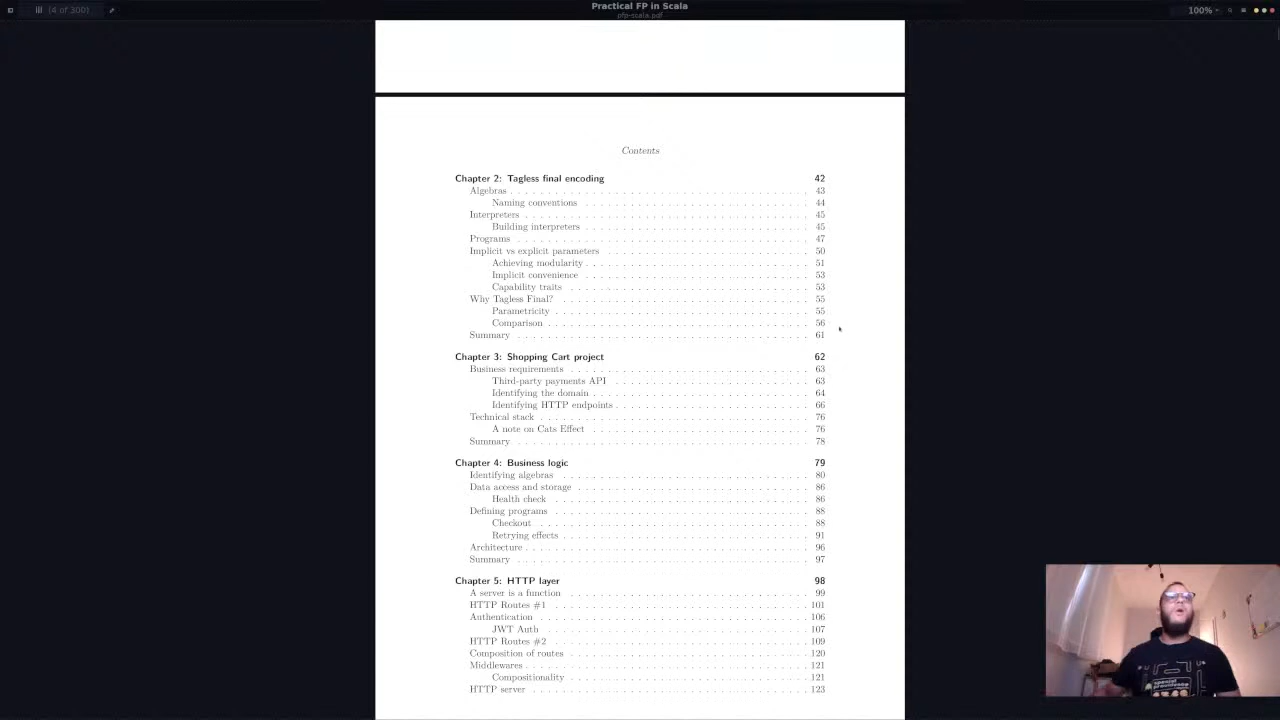 Practical FP in Scala
(4 of 300)
pfp-scala.pdf
100%
Contents
Chapter 2: Tagless final encoding 42
Algebras . . . . . . . . . . 43
Naming conventions . . . . . . . . . . 44
Interpreters . . . . . . . . . . 45
Building interpreters . . . . . . . . . . 45
Programs . . . . . . . . . . 47
Implicit vs explicit parameters . . . . . . . . . . 50
Achieving modularity . . . . . . . . . . 51
Implicit convenience . . . . . . . . . . 53
Capability traits . . . . . . . . . . 53
Why Tagless Final? . . . . . . . . . . 55
Parametricity . . . . . . . . . . 55
Comparison . . . . . . . . . . 56
Summary . . . . . . . . . . 61
Chapter 3: Shopping Cart project 62
Business requirements . . . . . . . . . . 63
Third-party payments API . . . . . . . . . . 63
Identifying the domain . . . . . . . . . . 64
Identifying HTTP endpoints . . . . . . . . . . 66
Technical stack . . . . . . . . . . 76
A note on Cats Effect . . . . . . . . . . 76
Summary . . . . . . . . . . 78
Chapter 4: Business logic 79
Identifying algebras . . . . . . . . . . 80
Data access and storage . . . . . . . . . . 86
Health check . . . . . . . . . . 86
Defining programs . . . . . . . . . . 88
Checkout . . . . . . . . . . 88
Retrying effects . . . . . . . . . . 91
Architecture . . . . . . . . . . 96
Summary . . . . . . . . . . 97
Chapter 5: HTTP layer 98
A server is a function . . . . . . . . . . 99
HTTP Routes #1 . . . . . . . . . . 101
Authentication . . . . . . . . . . 106
JWT Auth . . . . . . . . . . 107
HTTP Routes #2 . . . . . . . . . . 109
Composition of routes . . . . . . . . . . 120
Middlewares . . . . . . . . . . 121
Compositionality . . . . . . . . . . 121
HTTP server . . . . . . . . . . 123